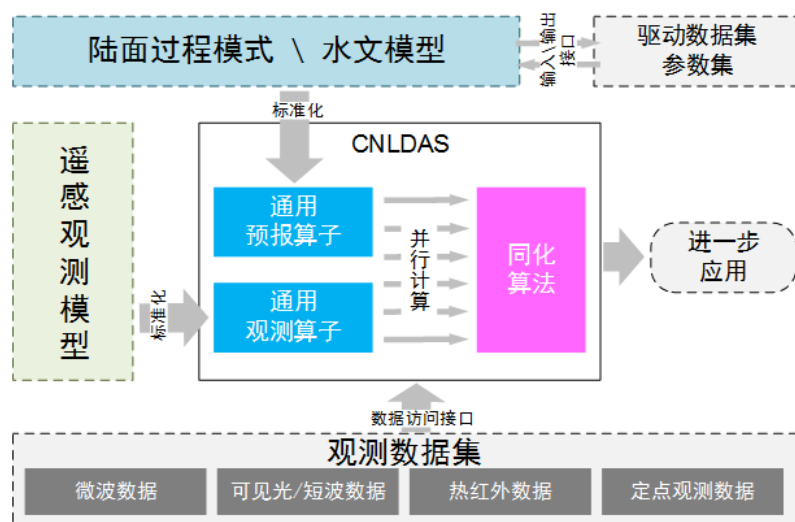 陆面过程模式 \ 水文模型
输入\输出
接口
驱动数据集
参数集
标准化
遥感观测模型
标准化
CNLDAS
通用
预报算子
通用
观测算子
并行计算
同化
算法
进一步
应用
数据访问接口
观测数据集
微波数据
可见光/短波数据
热红外数据
定点观测数据